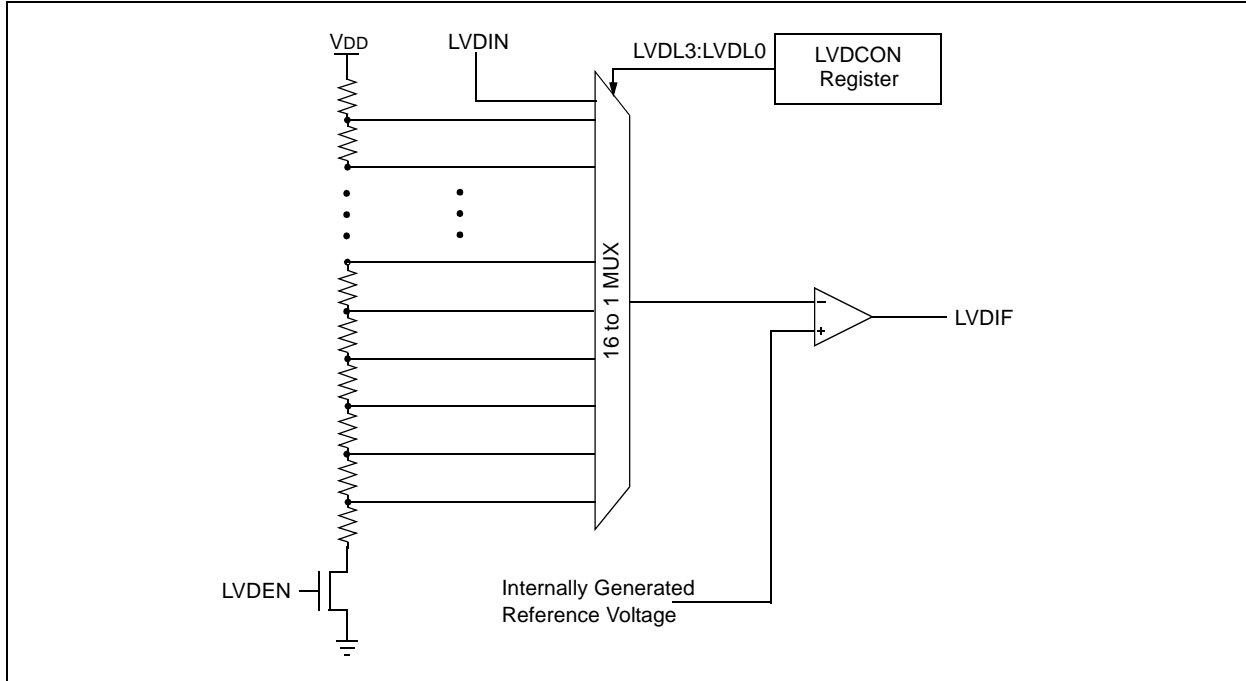 VDD
LVDIN
LVDL3:LVDL0
LVDCON
Register
16 to 1 MUX
−
+
LVDIF
LVDEN
Internally Generated
Reference Voltage